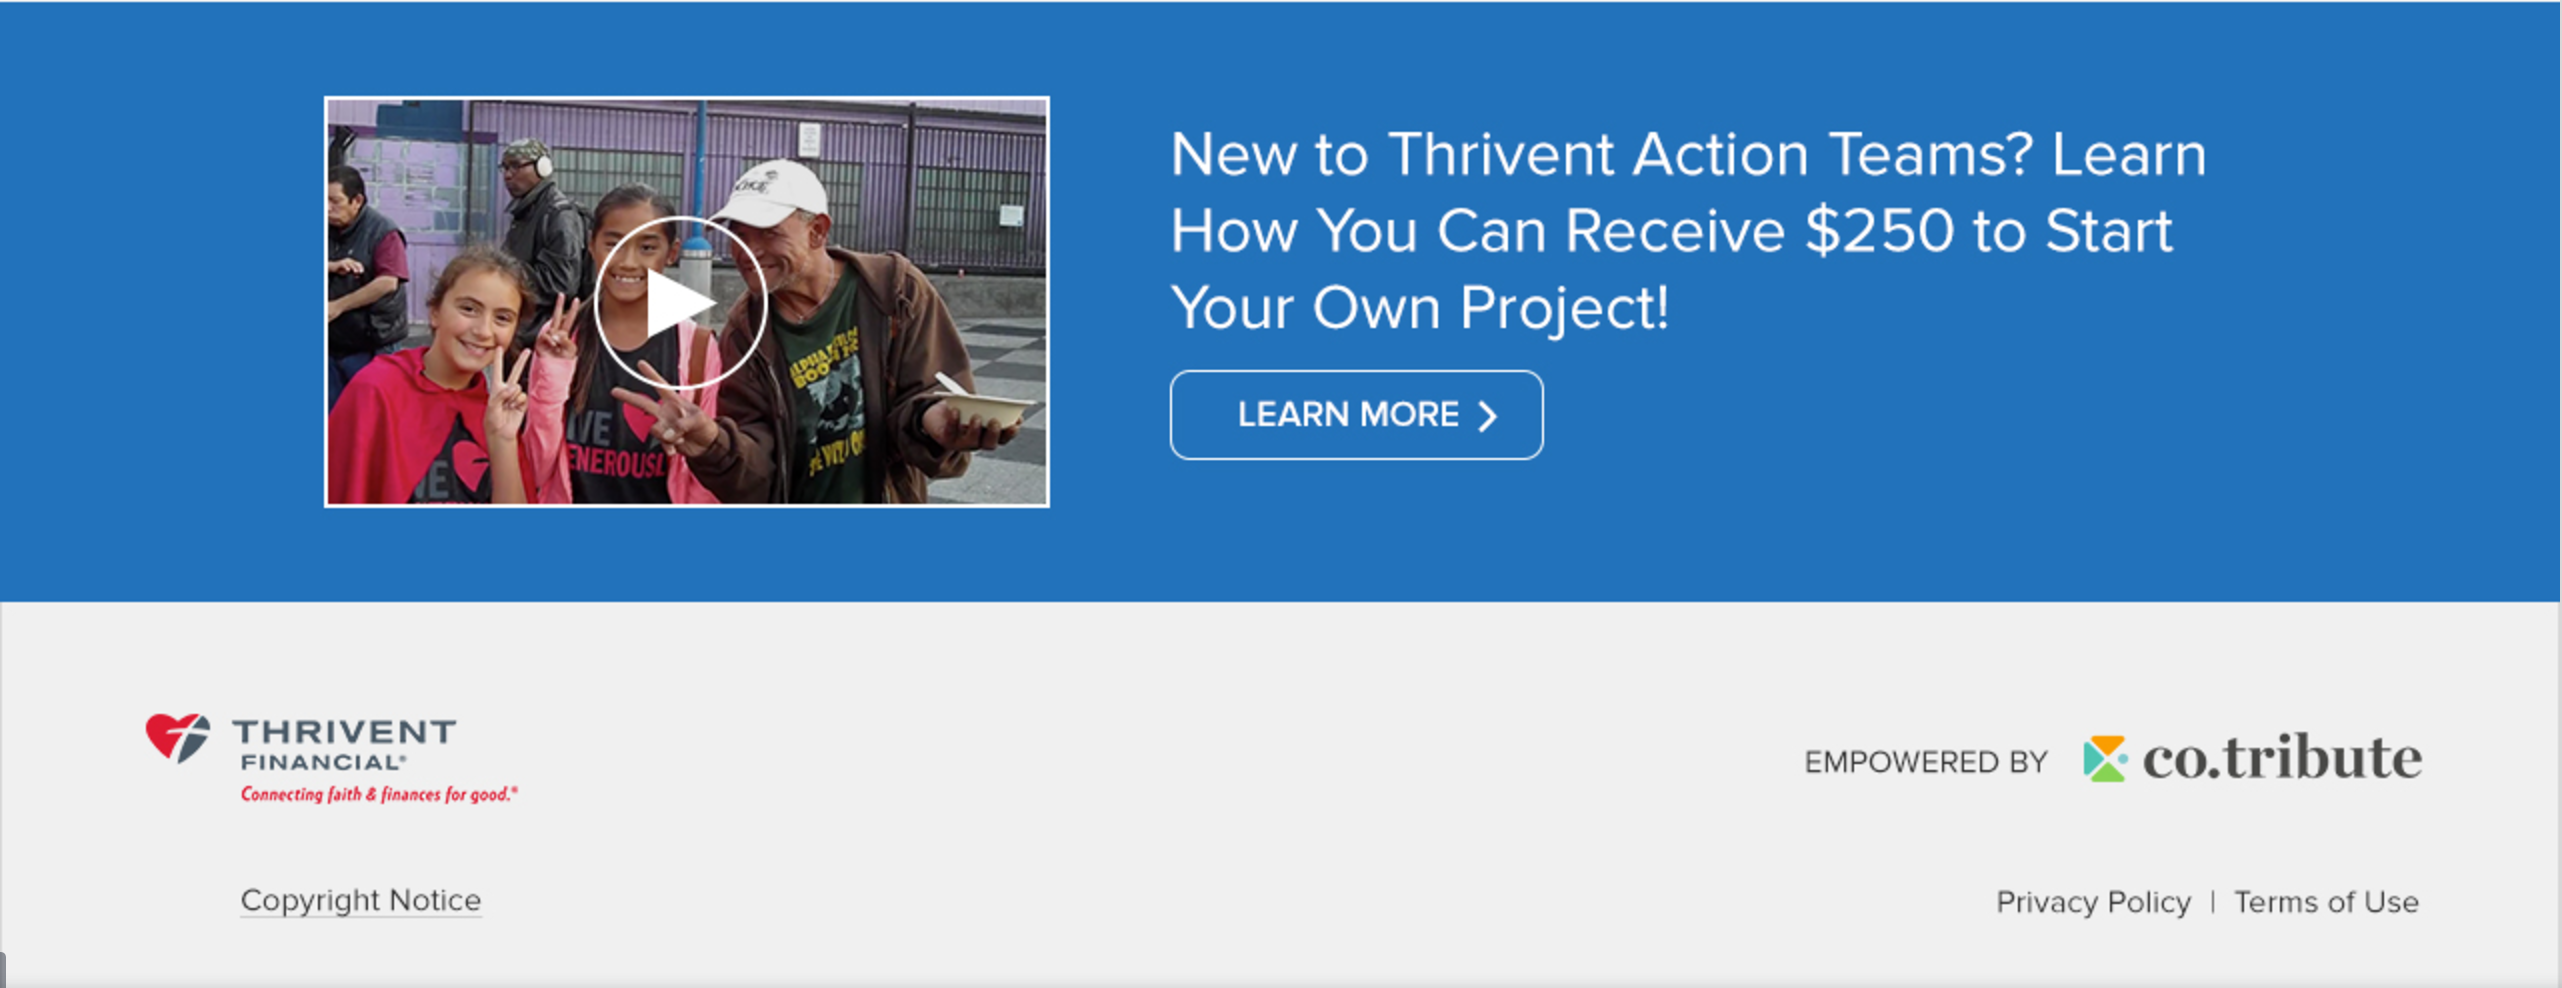 New to Thrivent Action Teams? Learn
How You Can Receive $250 to Start
Your Own Project!
LEARN MORE
ENEROUSL
THRIVENT
FINANCIAL®
Connecting faith & finances for good.®
EMPOWERED BY co.tribute
Copyright Notice
Privacy Policy | Terms of Use